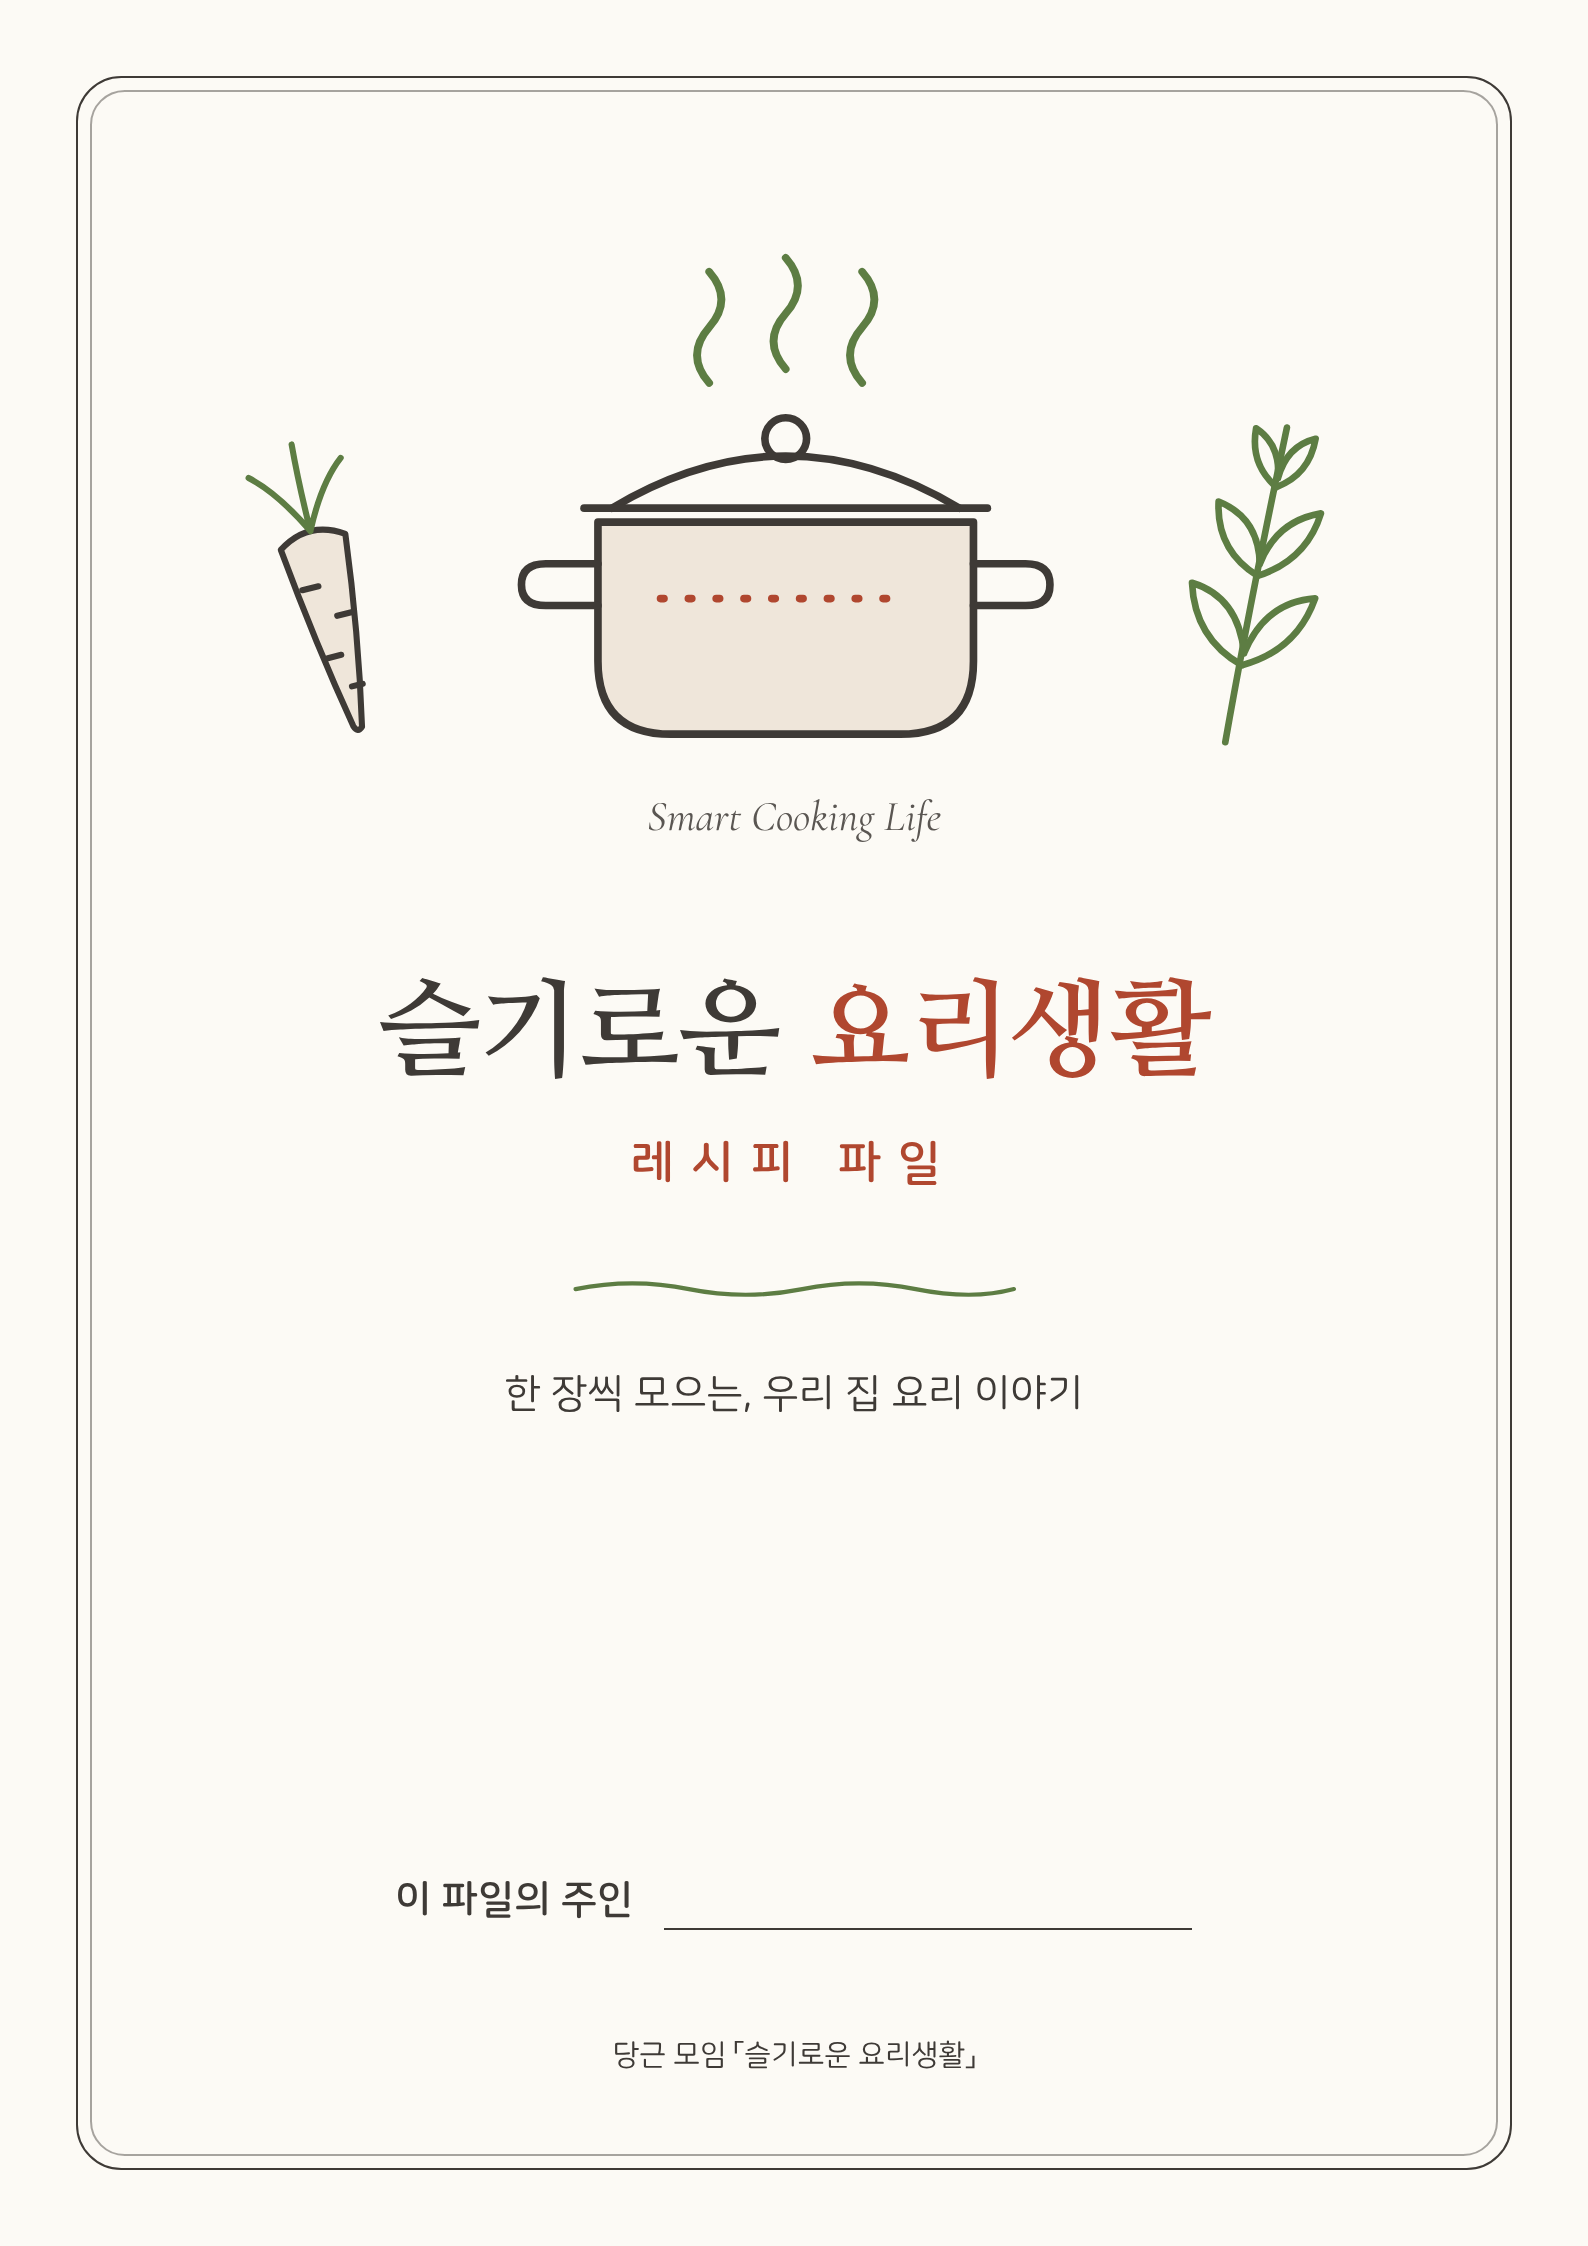 Smart Cooking Life
슬기로운 요리생활
레시피 파일
한 장씩 모으는, 우리 집 요리 이야기
이 파일의 주인
당근 모임 「슬기로운 요리생활」